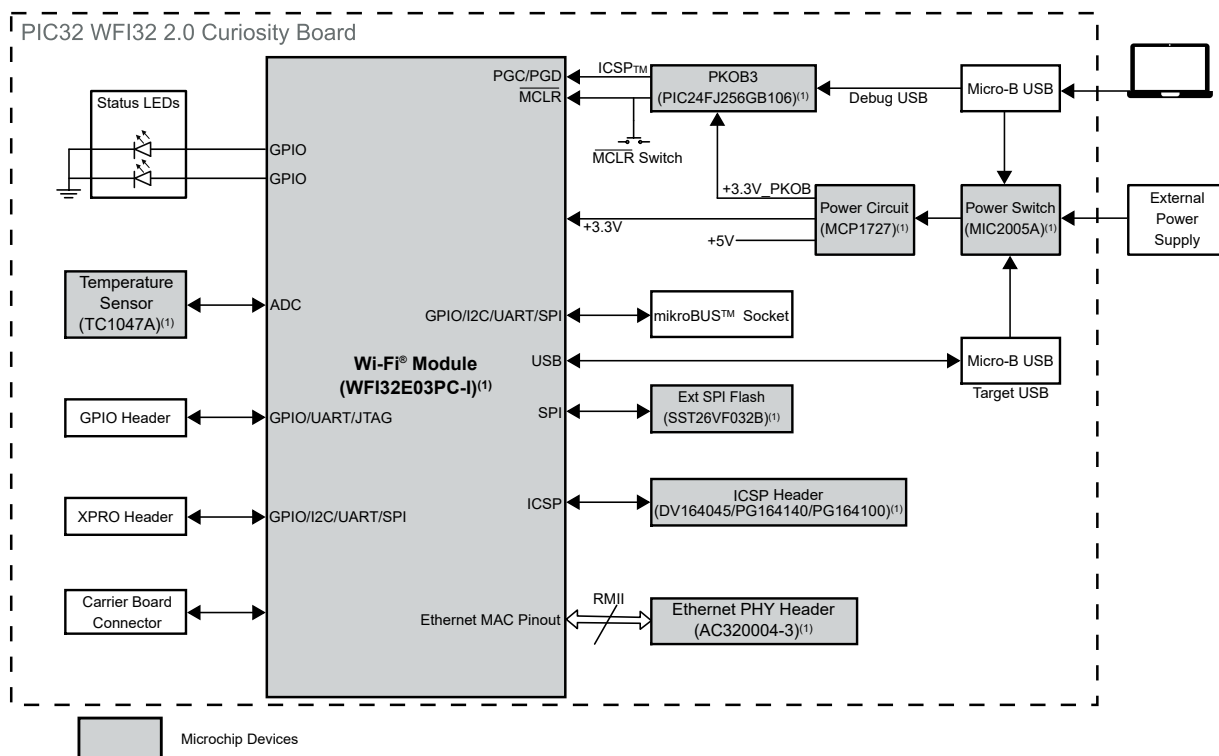 PIC32 WFI32 2.0 Curiosity Board
Status LEDs
GPIO
GPIO
Temperature
Sensor
(TC1047A)(1)
ADC
GPIO Header
GPIO/UART/JTAG
XPRO Header
GPIO/I2C/UART/SPI
Carrier Board
Connector
Wi-Fi® Module
(WFI32E03PC-I)(1)
PGC/PGD
MCLR
ICSPTM
PKOB3
(PIC24FJ256GB106)(1)
Debug USB
Micro-B USB
MCLR Switch
+3.3V_PKOB
+3.3V
+5V
Power Circuit
(MCP1727)(1)
Power Switch
(MIC2005A)(1)
External
Power
Supply
GPIO/I2C/UART/SPI
mikroBUSTM Socket
USB
Micro-B USB
Target USB
SPI
Ext SPI Flash
(SST26VF032B)(1)
ICSP
ICSP Header
(DV164045/PG164140/PG164100)(1)
Ethernet MAC Pinout
RMII
Ethernet PHY Header
(AC320004-3)(1)
Microchip Devices